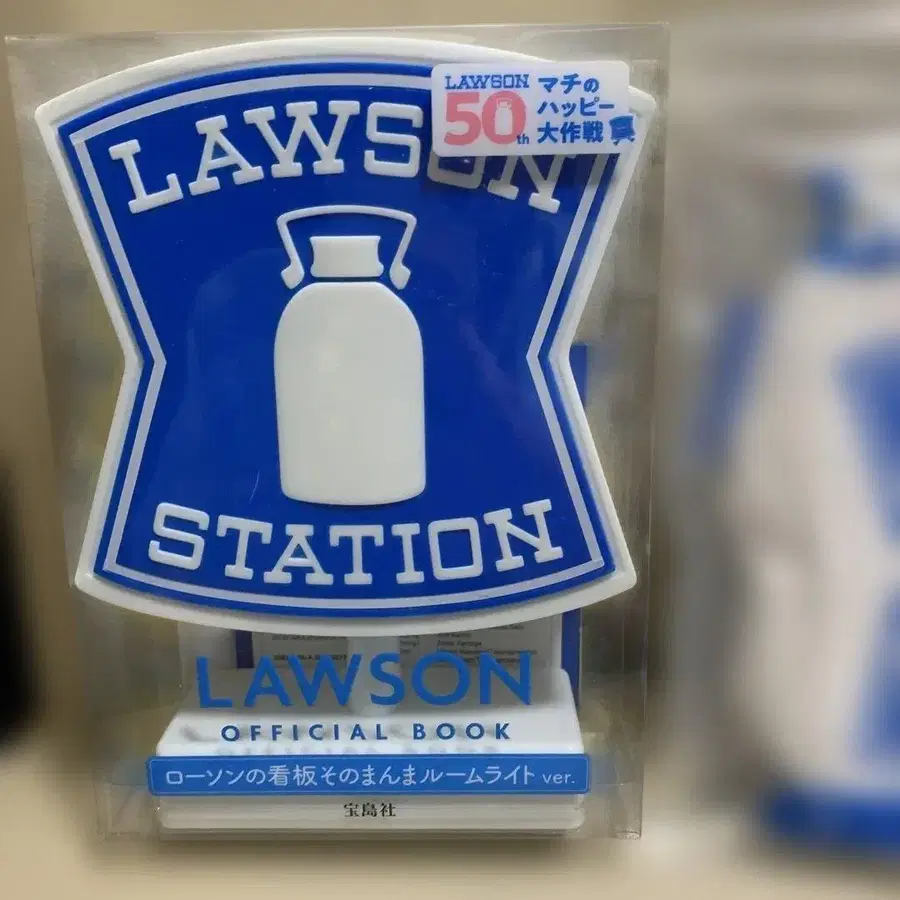 LAWSON
LAWSON
50th
マチの
ハッピー
大作戦
STATION
LAWSON
OFFICIAL BOOK
ローソンの看板そのまんまルームライト ver.
宝島社